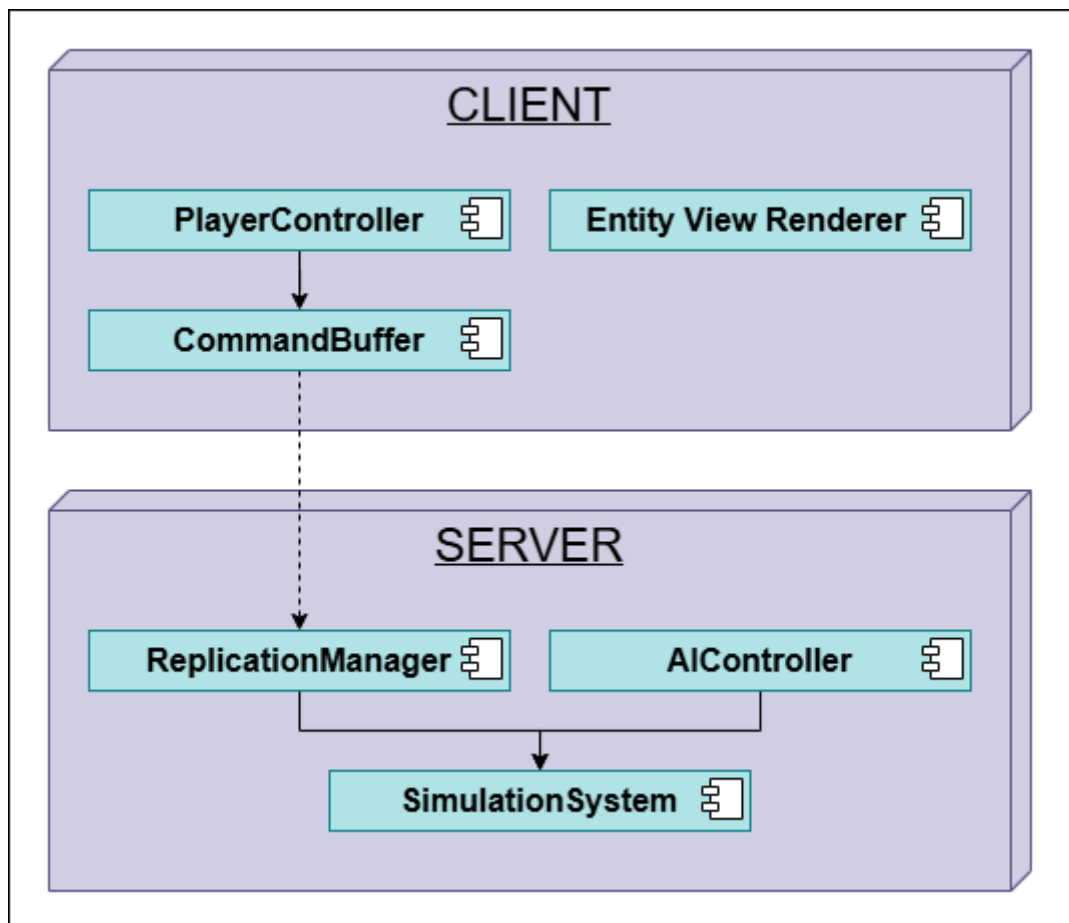 CLIENT
PlayerController
Entity View Renderer
CommandBuffer
SERVER
ReplicationManager
AIController
SimulationSystem